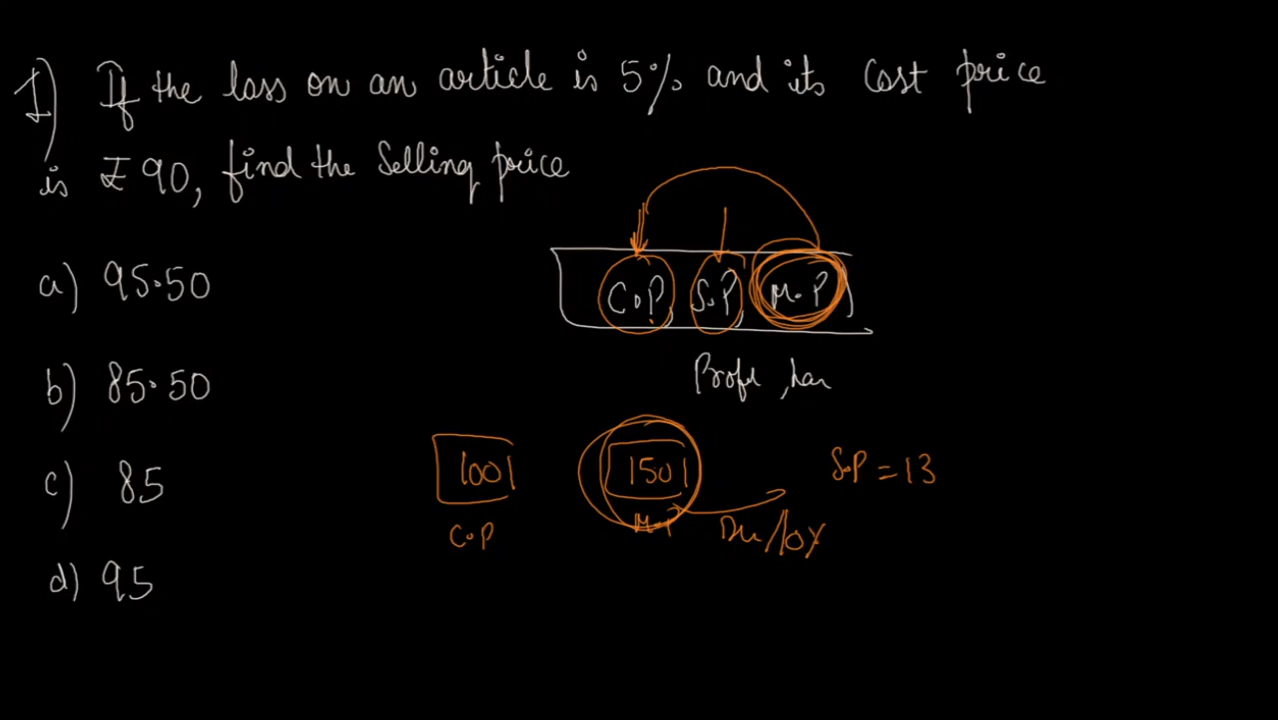 1) If the loss on an article is 5% and its Cost price
is ₹90, find the Selling price
a) 95.50
b) 85.50
c) 85
d) 95
C.P S.P M.P
Profit, loss
100 150 S.P = 13
C.P M.P 10%